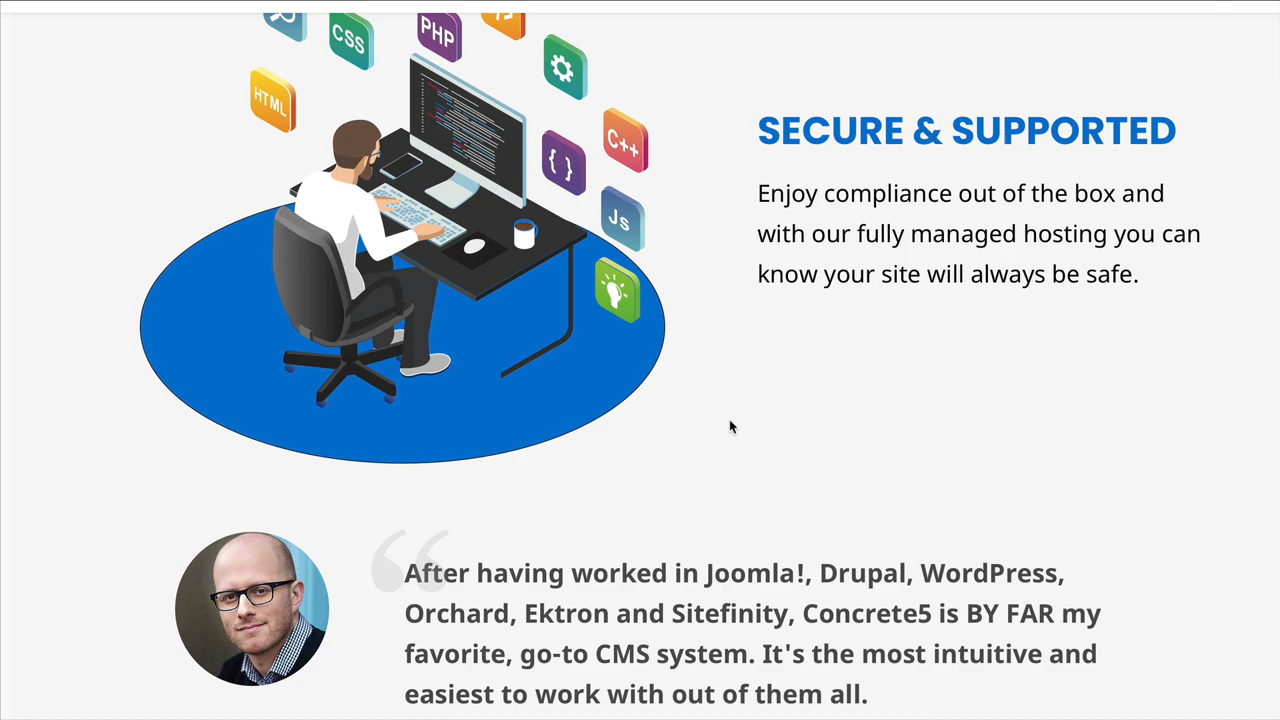 CSS
PHP
HTML
C++
{ }
Js
SECURE & SUPPORTED
Enjoy compliance out of the box and
with our fully managed hosting you can
know your site will always be safe.
“
After having worked in Joomla!, Drupal, WordPress,
Orchard, Ektron and Sitefinity, Concrete5 is BY FAR my
favorite, go-to CMS system. It's the most intuitive and
easiest to work with out of them all.